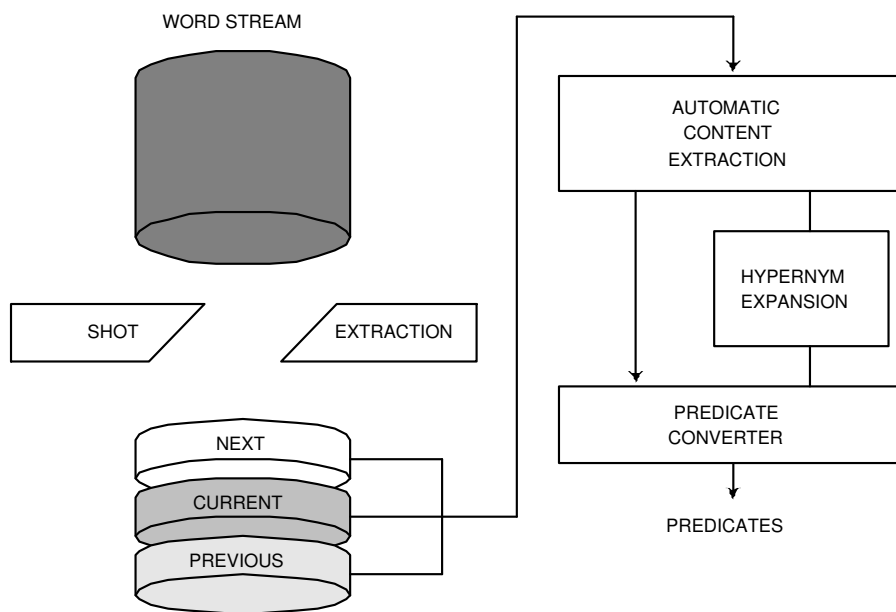 WORD STREAM
SHOT
EXTRACTION
NEXT
CURRENT
PREVIOUS
AUTOMATIC
CONTENT
EXTRACTION
HYPERNYM
EXPANSION
PREDICATE
CONVERTER
PREDICATES